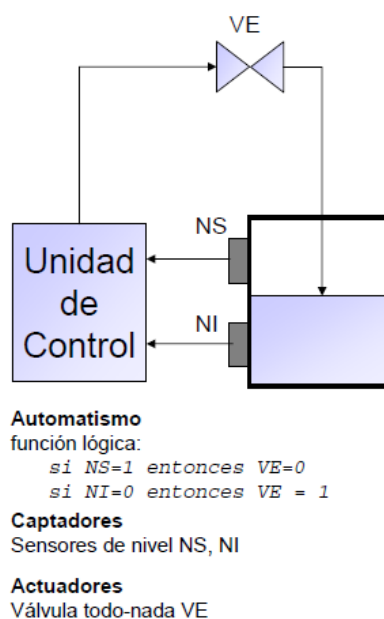 VE
NS
Unidad
de
Control
NI
Automatismo
función lógica:
si NS=1 entonces VE=0
si NI=0 entonces VE = 1
Captadores
Sensores de nivel NS, NI
Actuadores
Válvula todo-nada VE